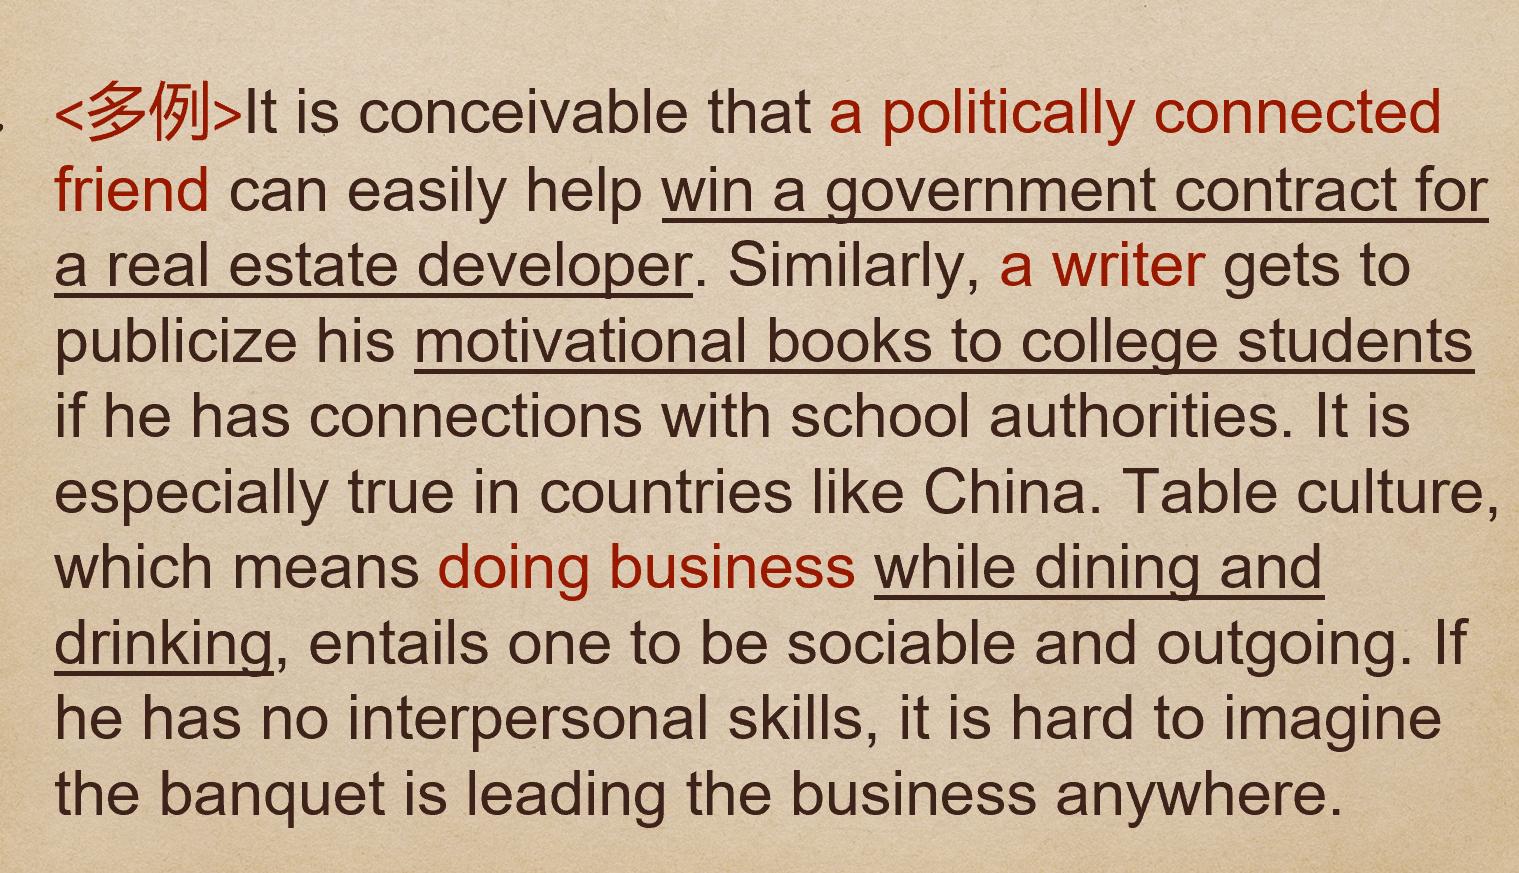 <多例>It is conceivable that a politically connected
friend can easily help win a government contract for
a real estate developer. Similarly, a writer gets to
publicize his motivational books to college students
if he has connections with school authorities. It is
especially true in countries like China. Table culture,
which means doing business while dining and
drinking, entails one to be sociable and outgoing. If
he has no interpersonal skills, it is hard to imagine
the banquet is leading the business anywhere.